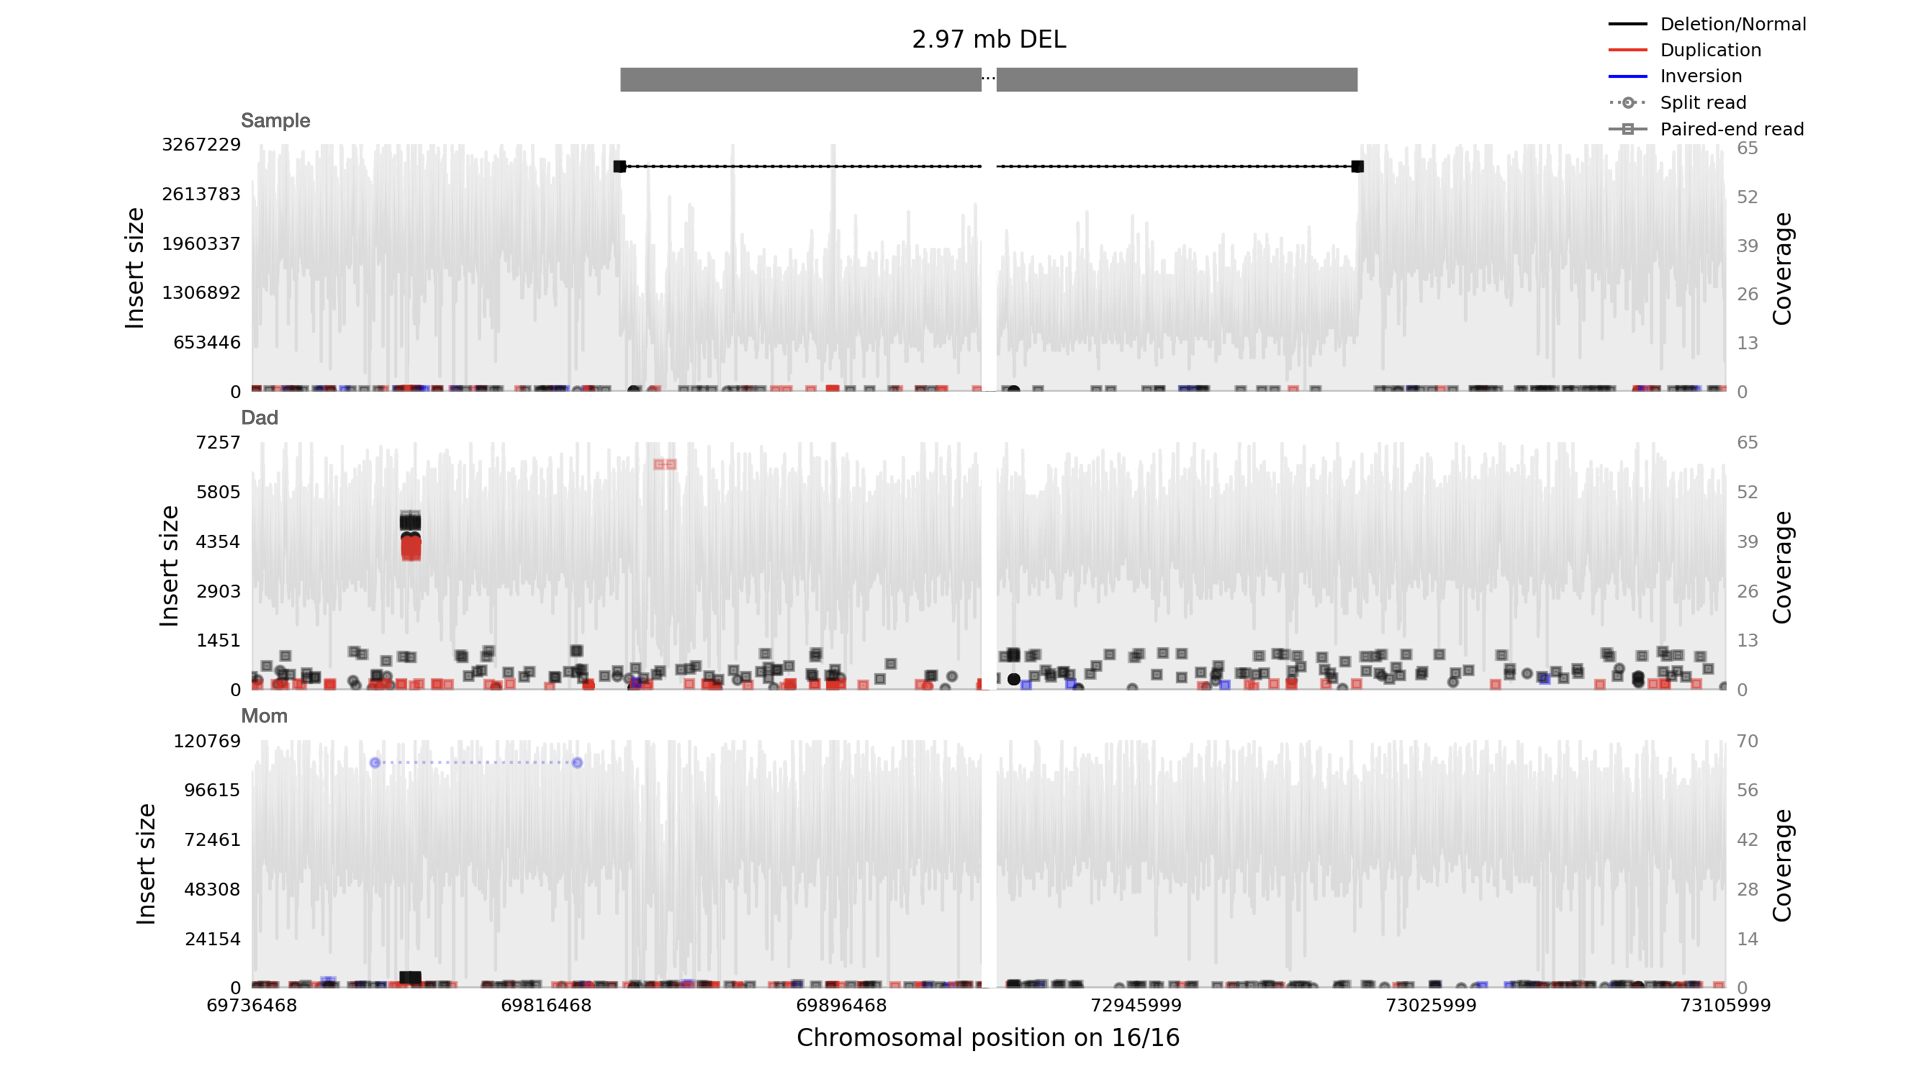 2.97 mb DEL
...
Deletion/Normal
Duplication
Inversion
Split read
Paired-end read
Sample
3267229
2613783
1960337
1306892
653446
0
Insert size
65
52
39
26
13
0
Coverage
Dad
7257
5805
4354
2903
1451
0
Insert size
65
52
39
26
13
0
Coverage
Mom
120769
96615
72461
48308
24154
0
Insert size
70
56
42
28
14
0
Coverage
69736468 69816468 69896468 72945999 73025999 73105999
Chromosomal position on 16/16